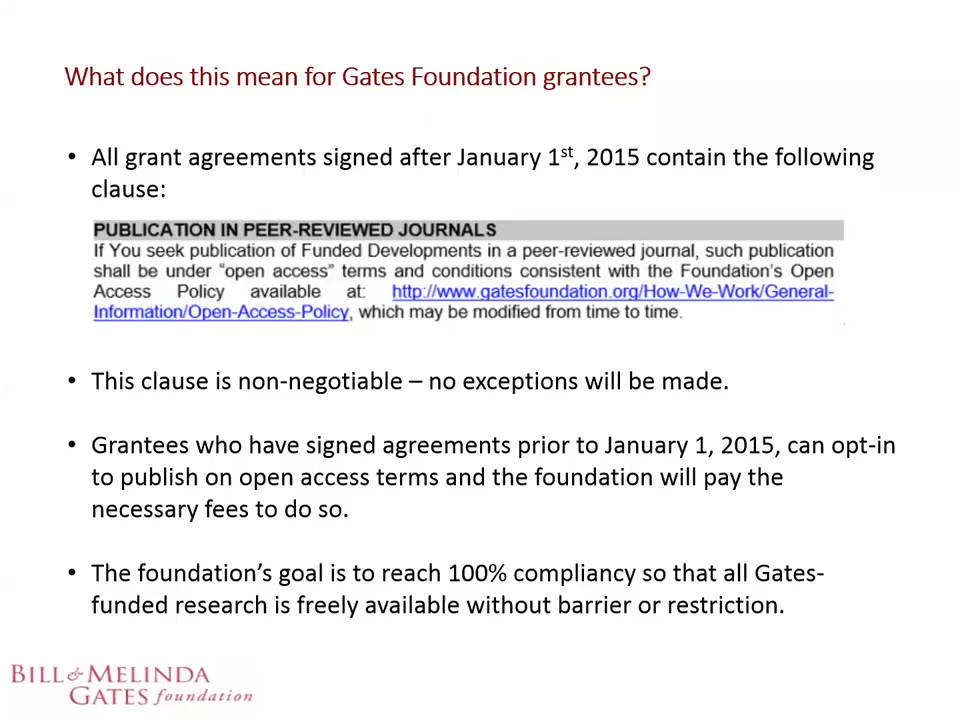 What does this mean for Gates Foundation grantees?
• All grant agreements signed after January 1st, 2015 contain the following
clause:
PUBLICATION IN PEER-REVIEWED JOURNALS
If You seek publication of Funded Developments in a peer-reviewed journal, such publication
shall be under “open access” terms and conditions consistent with the Foundation’s Open
Access Policy available at: http://www.gatesfoundation.org/How-We-Work/General-
Information/Open-Access-Policy, which may be modified from time to time.
• This clause is non-negotiable – no exceptions will be made.
• Grantees who have signed agreements prior to January 1, 2015, can opt-in
to publish on open access terms and the foundation will pay the
necessary fees to do so.
• The foundation’s goal is to reach 100% compliancy so that all Gates-
funded research is freely available without barrier or restriction.
BILL & MELINDA
GATES foundation